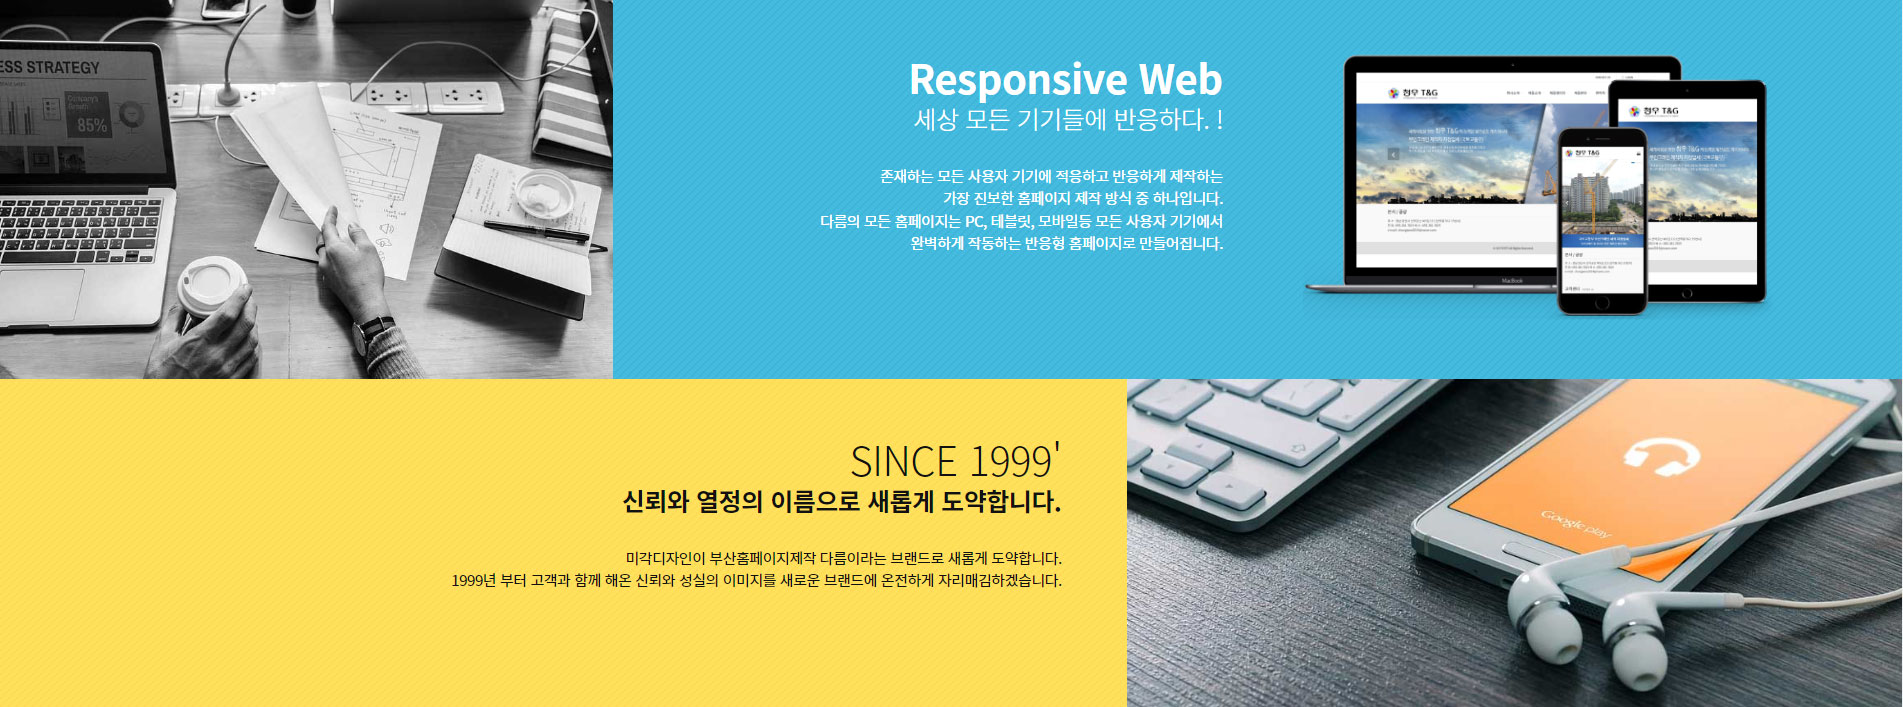 ESS STRATEGY
85%
Responsive Web
세상 모든 기기들에 반응하다. !
존재하는 모든 사용자 기기에 적응하고 반응하게 제작하는
가장 진보한 홈페이지 제작 방식 중 하나입니다.
다름의 모든 홈페이지는 PC, 테블릿, 모바일등 모든 사용자 기기에서
완벽하게 작동하는 반응형 홈페이지로 만들어집니다.
청우 T&G
청우 T&G
청우 T&G
MacBook
SINCE 1999'
신뢰와 열정의 이름으로 새롭게 도약합니다.
미각디자인이 부산홈페이지제작 다름이라는 브랜드로 새롭게 도약합니다.
1999년 부터 고객과 함께 해온 신뢰와 성실의 이미지를 새로운 브랜드에 온전하게 자리매김하겠습니다.
Google play